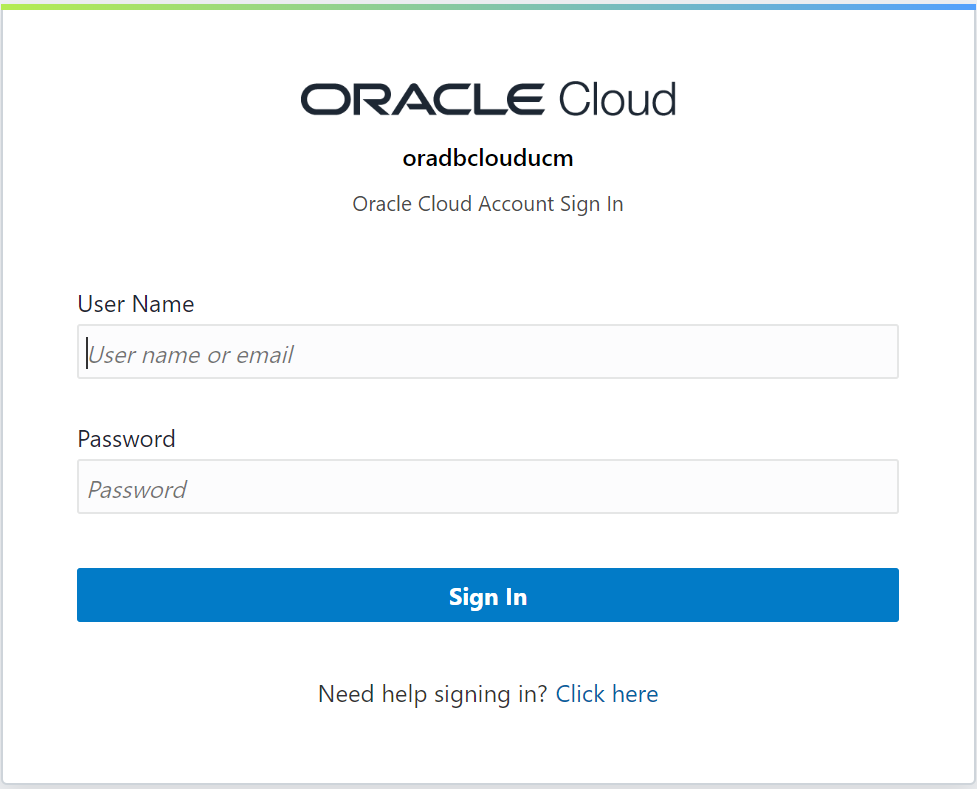 ORACLE Cloud
oradbclouducm
Oracle Cloud Account Sign In
User Name
User name or email
Password
Password
Sign In
Need help signing in? Click here